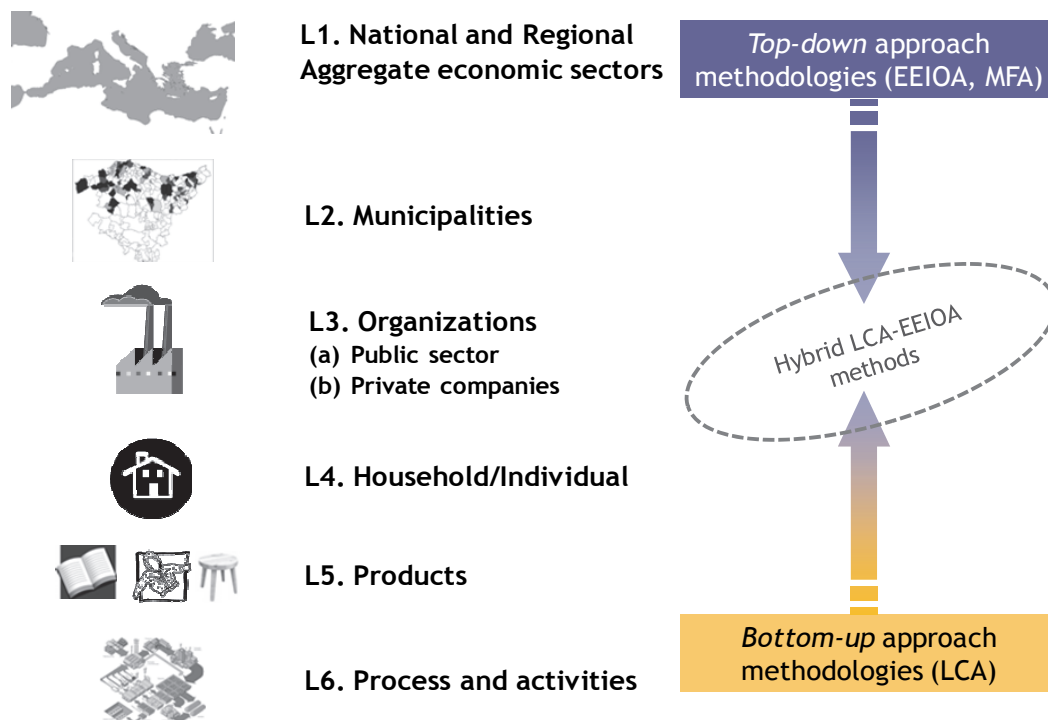 L1. National and Regional
Aggregate economic sectors
L2. Municipalities
L3. Organizations
(a) Public sector
(b) Private companies
L4. Household/Individual
L5. Products
L6. Process and activities
Top-down approach
methodologies (EEIOA, MFA)
Hybrid LCA-EEIOA
methods
Bottom-up approach
methodologies (LCA)